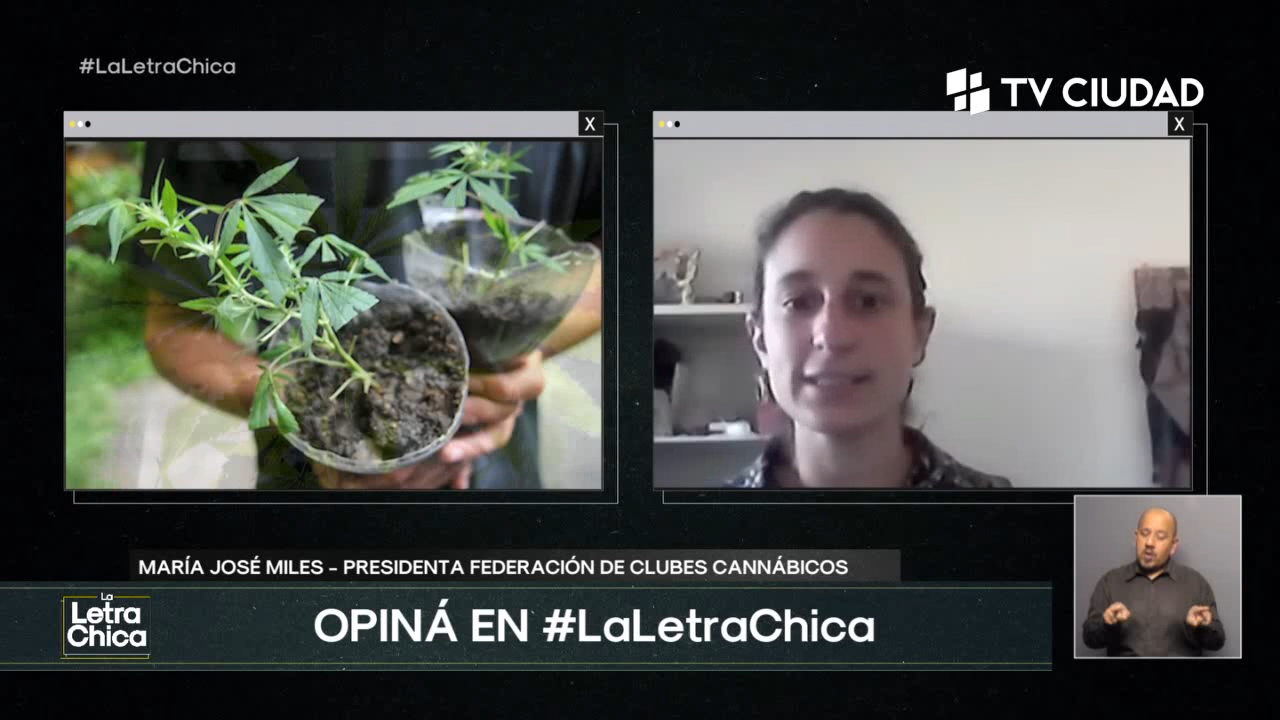 #LaLetraChica
TV CIUDAD
X
X
MARÍA JOSÉ MILES - PRESIDENTA FEDERACIÓN DE CLUBES CANNÁBICOS
La
Letra
Chica
OPINÁ EN #LaLetraChica